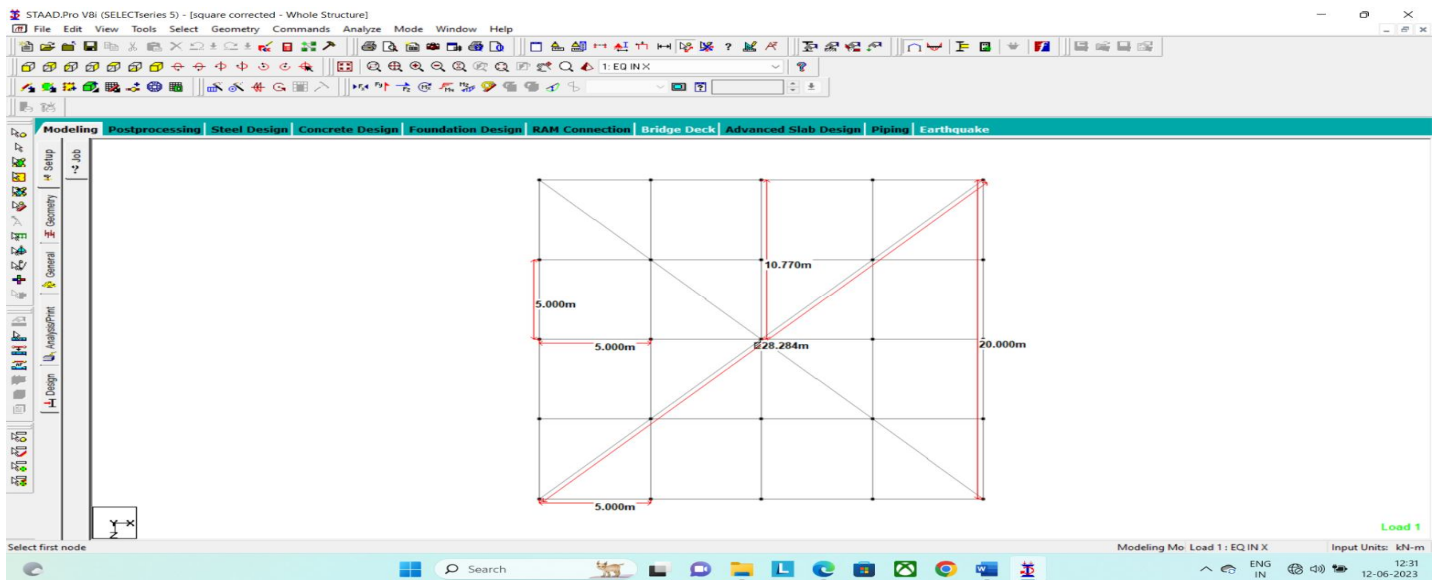 STAAD.Pro V8i (SELECTseries 5) - [square corrected - Whole Structure]
File Edit View Tools Select Geometry Commands Analyze Mode Window Help
1: EQ IN X
Modeling Postprocessing Steel Design Concrete Design Foundation Design RAM Connection Bridge Deck Advanced Slab Design Piping Earthquake
Setup
Job
Geometry
General
Analysis/Print
Design
10.770m
5.000m
5.000m
28.284m
20.000m
5.000m
Y X
Z
Load 1
Select first node
Modeling Mo Load 1 : EQ IN X Input Units: kN-m
Search
ENG
IN
12:31
12-06-2023